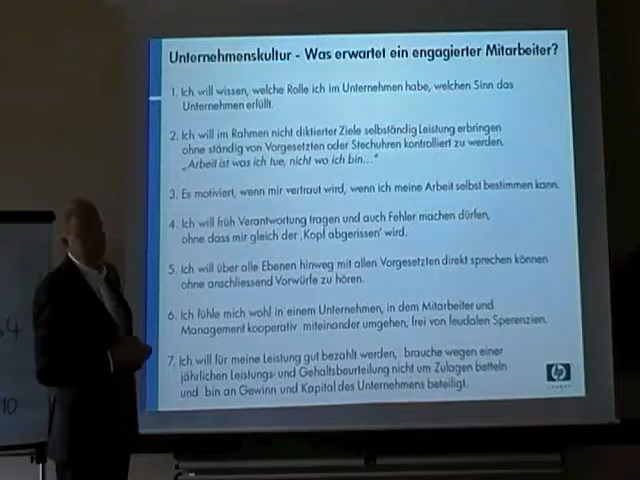 Unternehmenskultur - Was erwartet ein engagierter Mitarbeiter?
1. Ich will wissen, welche Rolle ich im Unternehmen habe, welchen Sinn das
Unternehmen erfüllt.
2. Ich will im Rahmen nicht diktierter Ziele selbständig Leistung erbringen
ohne ständig von Vorgesetzten oder Stechuhren kontrolliert zu werden.
„Arbeit ist was ich tue, nicht wo ich bin..."
3. Es motiviert, wenn mir vertraut wird, wenn ich meine Arbeit selbst bestimmen kann.
4. Ich will früh Verantwortung tragen und auch Fehler machen dürfen,
ohne dass mir gleich der ‚Kopf abgerissen' wird.
5. Ich will über alle Ebenen hinweg mit allen Vorgesetzten direkt sprechen können
ohne anschliessend Vorwürfe zu hören.
6. Ich fühle mich wohl in einem Unternehmen, in dem Mitarbeiter und
Management kooperativ miteinander umgehen, frei von feudalen Sperenzien.
7. Ich will für meine Leistung gut bezahlt werden, brauche wegen einer
jährlichen Leistungs- und Gehaltsbeurteilung nicht um Zulagen betteln
und bin an Gewinn und Kapital des Unternehmens beteiligt.
hp
4
10